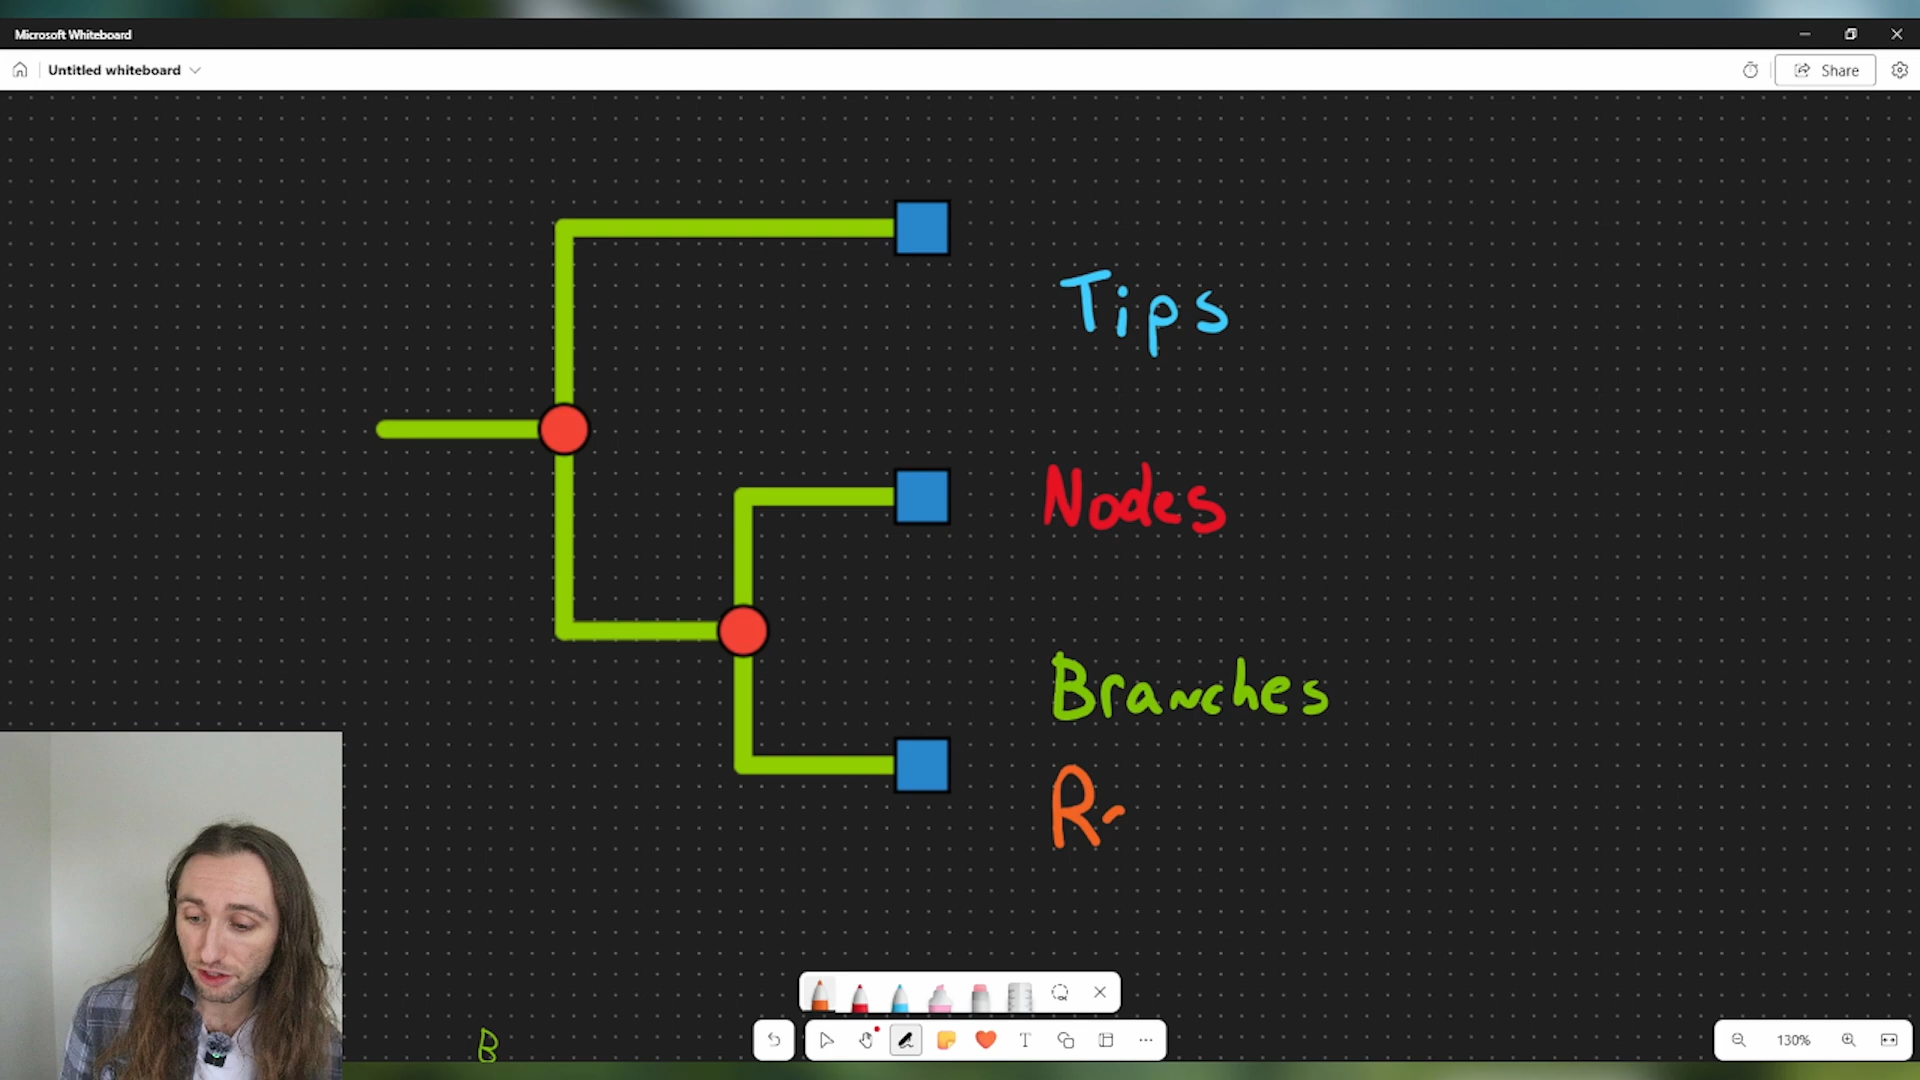 Microsoft Whiteboard
Untitled whiteboard
Share
Tips
Nodes
Branches
R
B
T
130%